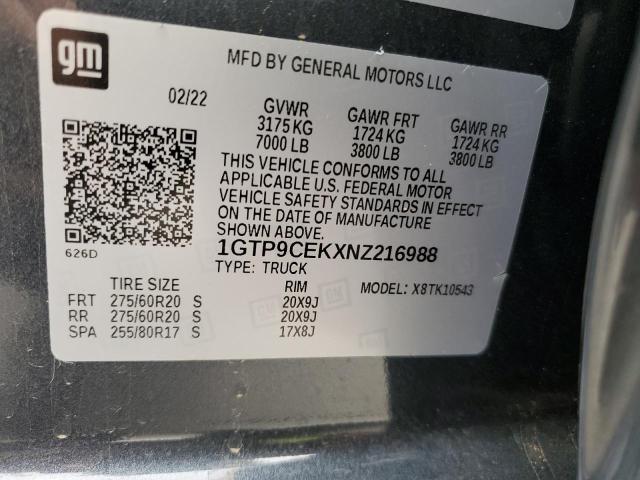 gm
MFD BY GENERAL MOTORS LLC
02/22
GVWR GAWR FRT GAWR RR
3175 KG 1724 KG 1724 KG
7000 LB 3800 LB 3800 LB
THIS VEHICLE CONFORMS TO ALL
APPLICABLE U.S. FEDERAL MOTOR
VEHICLE SAFETY STANDARDS IN EFFECT
ON THE DATE OF MANUFACTURE
SHOWN ABOVE.
626D
1GTP9CEKXNZ216988
TYPE: TRUCK
TIRE SIZE RIM MODEL: X8TK10543
FRT 275/60R20 S 20X9J
RR 275/60R20 S 20X9J
SPA 255/80R17 S 17X8J